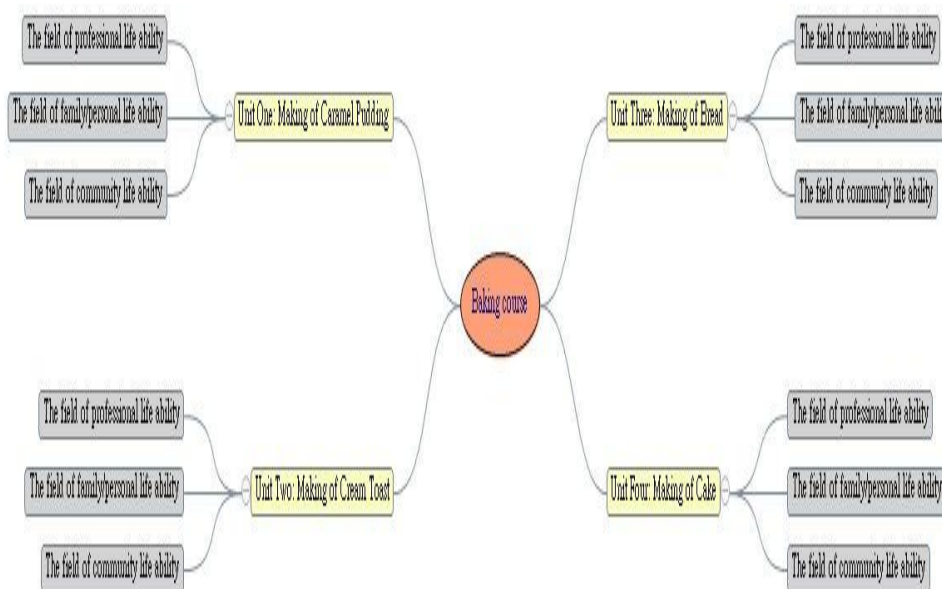 The field of professional life ability
The field of family/personal life ability
The field of community life ability
Unit One: Making of Caramel Pudding
The field of professional life ability
The field of family/personal life ability
The field of community life ability
Unit Two: Making of Cream Toast
Baking course
Unit Three: Making of Bread
The field of professional life ability
The field of family/personal life abili
The field of community life ability
Unit Four: Making of Cake
The field of professional life ability
The field of family/personal life ability
The field of community life ability